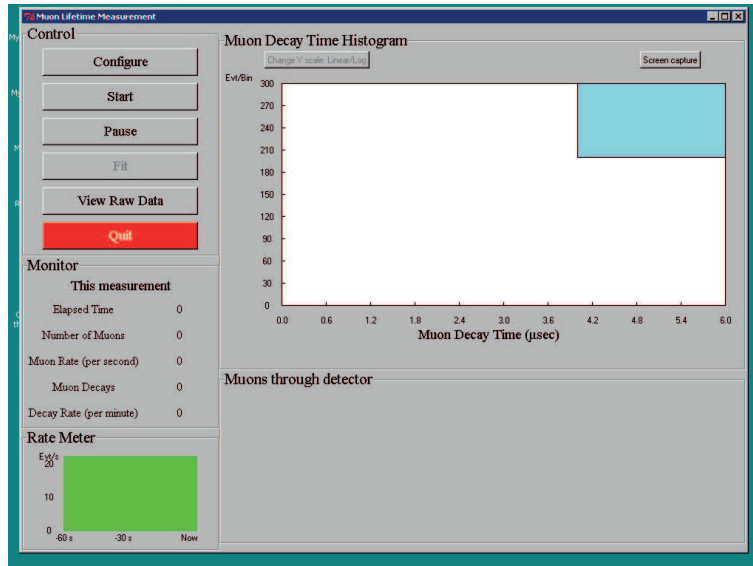 Muon Lifetime Measurement
Control
Configure
Start
Pause
Fit
View Raw Data
Quit
Monitor
This measurement
Elapsed Time 0
Number of Muons 0
Muon Rate (per second) 0
Muon Decays 0
Decay Rate (per minute) 0
Rate Meter
Evt/s
20
10
0
-60 s -30 s Now
Muon Decay Time Histogram
Change Y scale: Linear/Log Screen capture
Evt/Bin
300
270
240
210
180
150
120
90
60
30
0
0.0 0.6 1.2 1.8 2.4 3.0 3.6 4.2 4.8 5.4 6.0
Muon Decay Time (μsec)
Muons through detector